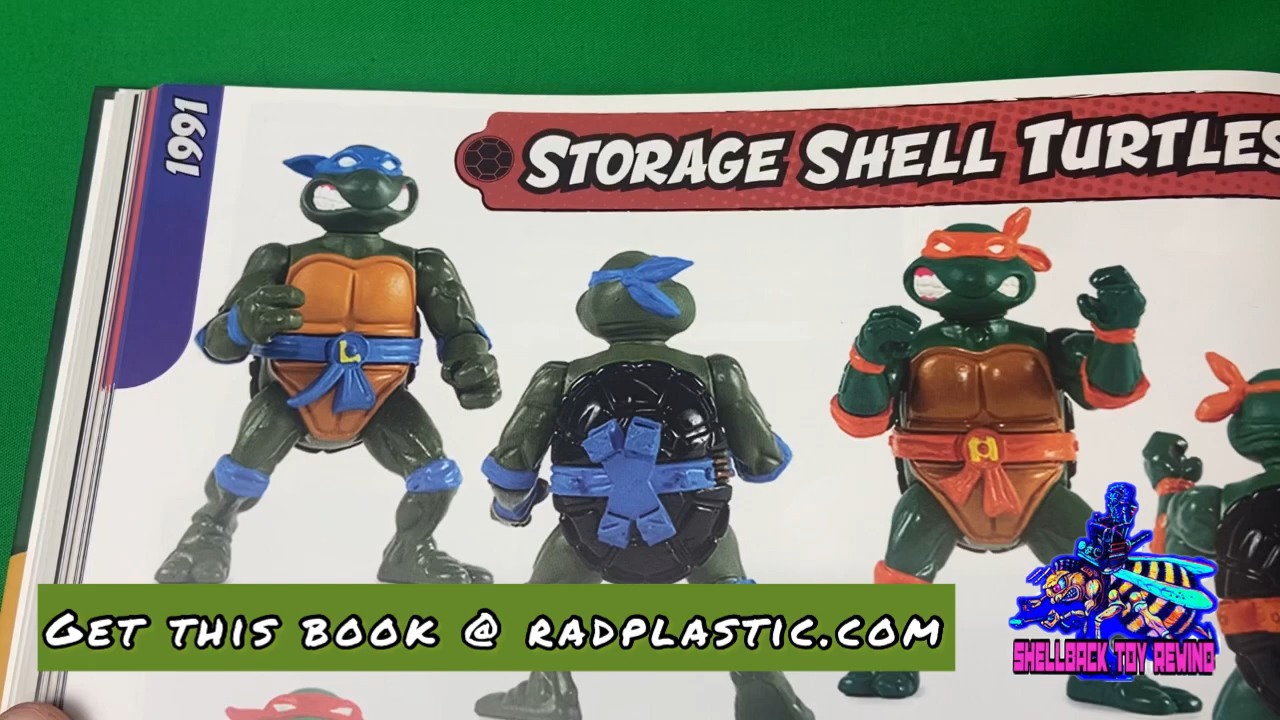 1991
STORAGE SHELL TURTLES
L
M
GET THIS BOOK @ RADPLASTIC.COM
SHELLBACK TOY REWIND